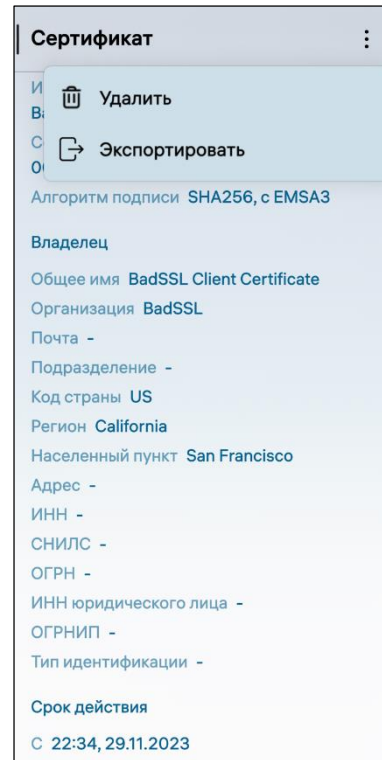 Сертификат
Удалить
Экспортировать
Алгоритм подписи SHA256, с EMSA3
Владелец
Общее имя BadSSL Client Certificate
Организация BadSSL
Почта -
Подразделение -
Код страны US
Регион California
Населенный пункт San Francisco
Адрес -
ИНН -
СНИЛС -
ОГРН -
ИНН юридического лица -
ОГРНИП -
Тип идентификации -
Срок действия
С 22:34, 29.11.2023